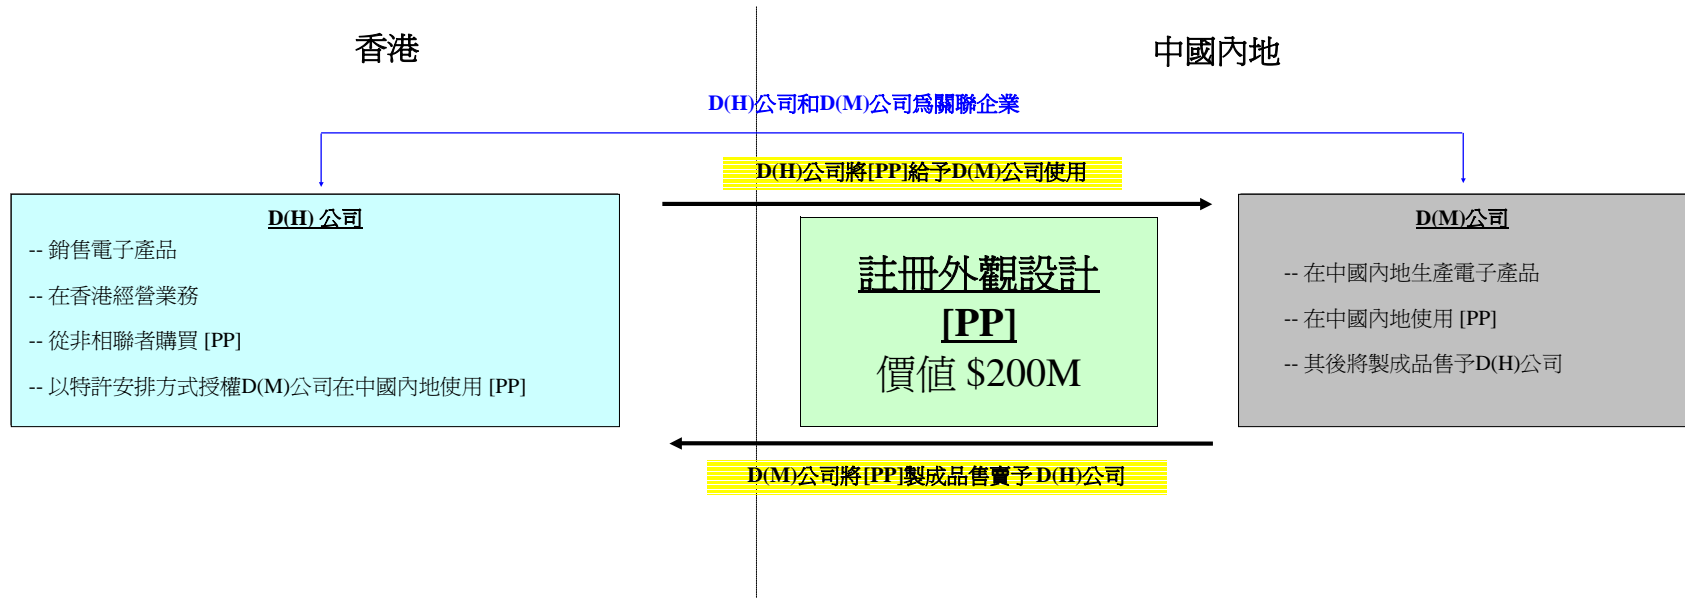 香港
中國內地
D(H)公司和D(M)公司爲關聯企業
D(H)公司將[PP]給予D(M)公司使用
D(H) 公司
-- 銷售電子產品
-- 在香港經營業務
-- 從非相聯者購買 [PP]
-- 以特許安排方式授權D(M)公司在中國內地使用 [PP]
註冊外觀設計
[PP]
價值 $200M
D(M)公司
-- 在中國內地生產電子產品
-- 在中國內地使用 [PP]
-- 其後將製成品售予D(H)公司
D(M)公司將[PP]製成品售賣予 D(H)公司